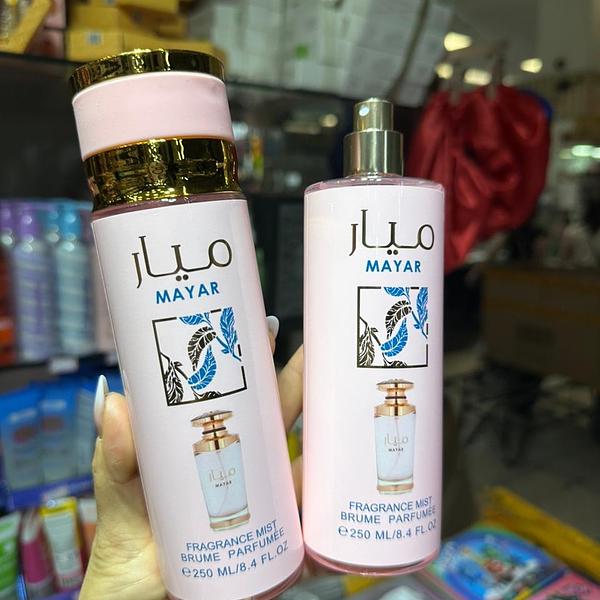 ميار
MAYAR
ميار
MAYAR
FRAGRANCE MIST
BRUME PARFUMÉE
℮250 ML/8.4 FL.OZ
ميار
MAYAR
ميار
MAYAR
FRAGRANCE MIST
BRUME PARFUMÉE
℮250 ML/8.4 FL.OZ